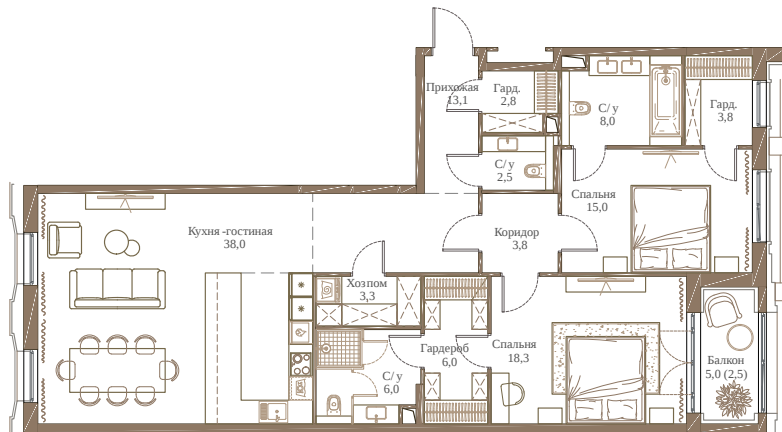 Прихожая
13,1
Гард.
2,8
С/ у
8,0
Гард.
3,8
С/ у
2,5
Спальня
15,0
Кухня -гостиная
38,0
Коридор
3,8
Хозпом
3,3
Гардероб
6,0
Спальня
18,3
С/ у
6,0
Балкон
5,0 (2,5)